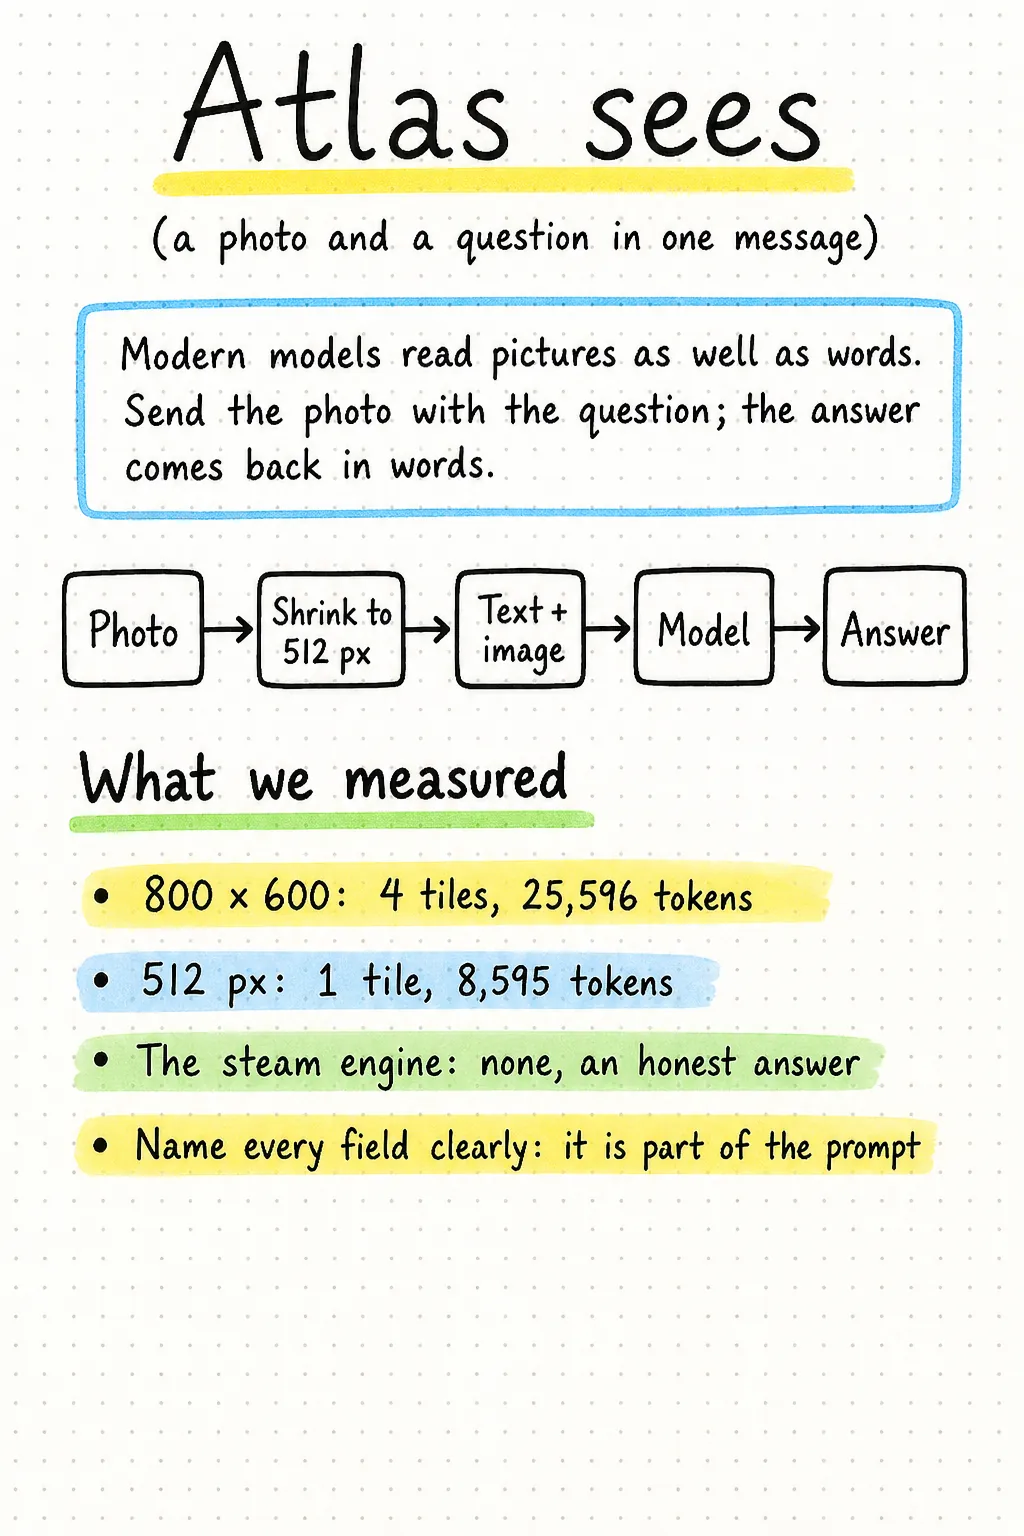 Atlas sees
(a photo and a question in one message)
Modern models read pictures as well as words.
Send the photo with the question; the answer
comes back in words.
Photo
Shrink to
512 px
Text +
image
Model
Answer
What we measured
• 800 x 600: 4 tiles, 25,596 tokens
• 512 px: 1 tile, 8,595 tokens
• The steam engine: none, an honest answer
• Name every field clearly: it is part of the prompt